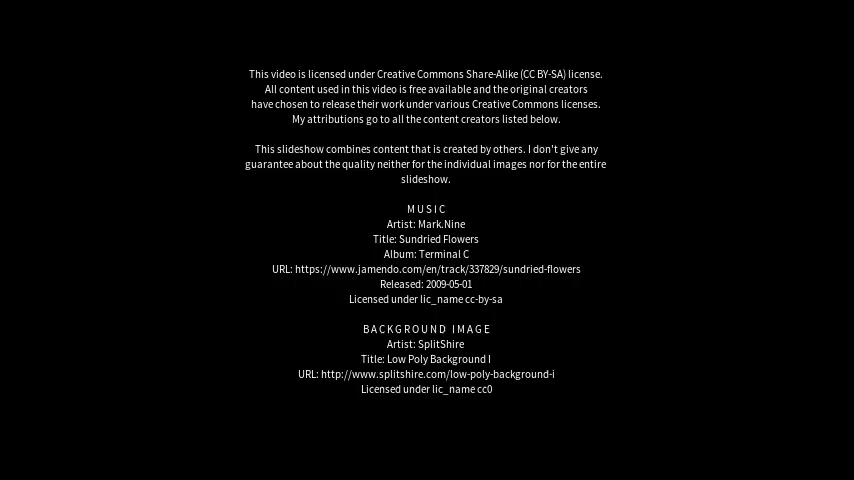 This video is licensed under Creative Commons Share-Alike (CC BY-SA) license.
All content used in this video is free available and the original creators
have chosen to release their work under various Creative Commons licenses.
My attributions go to all the content creators listed below.
This slideshow combines content that is created by others. I don't give any
guarantee about the quality neither for the individual images nor for the entire
slideshow.
MUSIC
Artist: Mark.Nine
Title: Sundried Flowers
Album: Terminal C
URL: https://www.jamendo.com/en/track/337829/sundried-flowers
Released: 2009-05-01
Licensed under lic_name cc-by-sa
BACKGROUND IMAGE
Artist: SplitShire
Title: Low Poly Background I
URL: http://www.splitshire.com/low-poly-background-i
Licensed under lic_name cc0